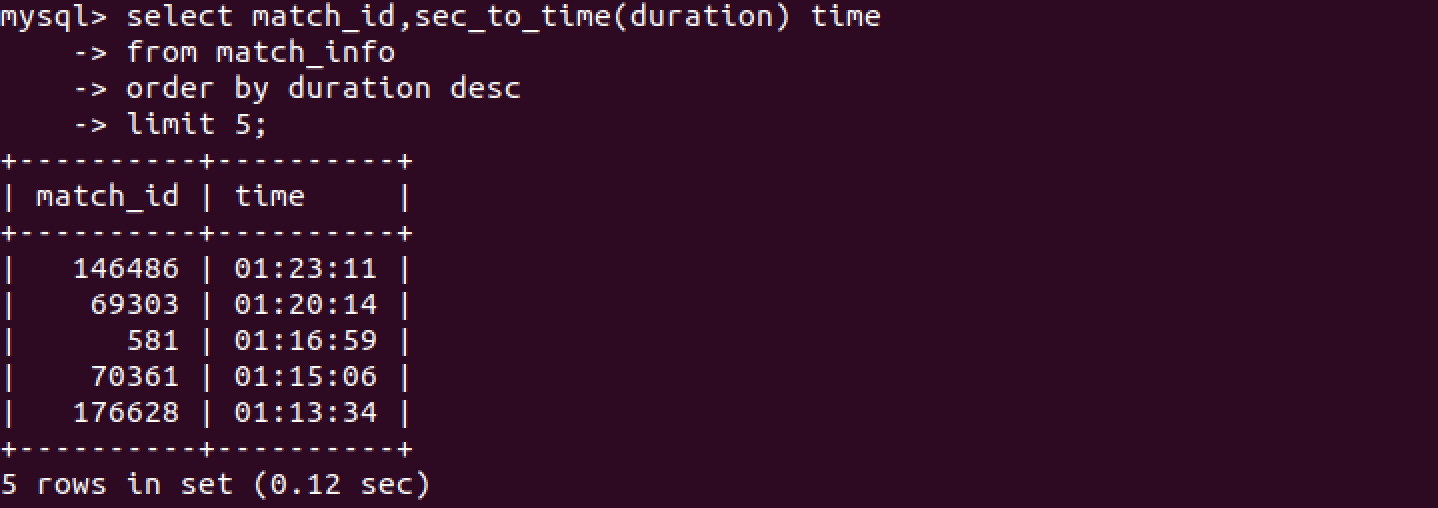 mysql> select match_id,sec_to_time(duration) time
    -> from match_info
    -> order by duration desc
    -> limit 5;
+----------+----------+
| match_id | time     |
+----------+----------+
|   146486 | 01:23:11 |
|    69303 | 01:20:14 |
|      581 | 01:16:59 |
|    70361 | 01:15:06 |
|   176628 | 01:13:34 |
+----------+----------+
5 rows in set (0.12 sec)